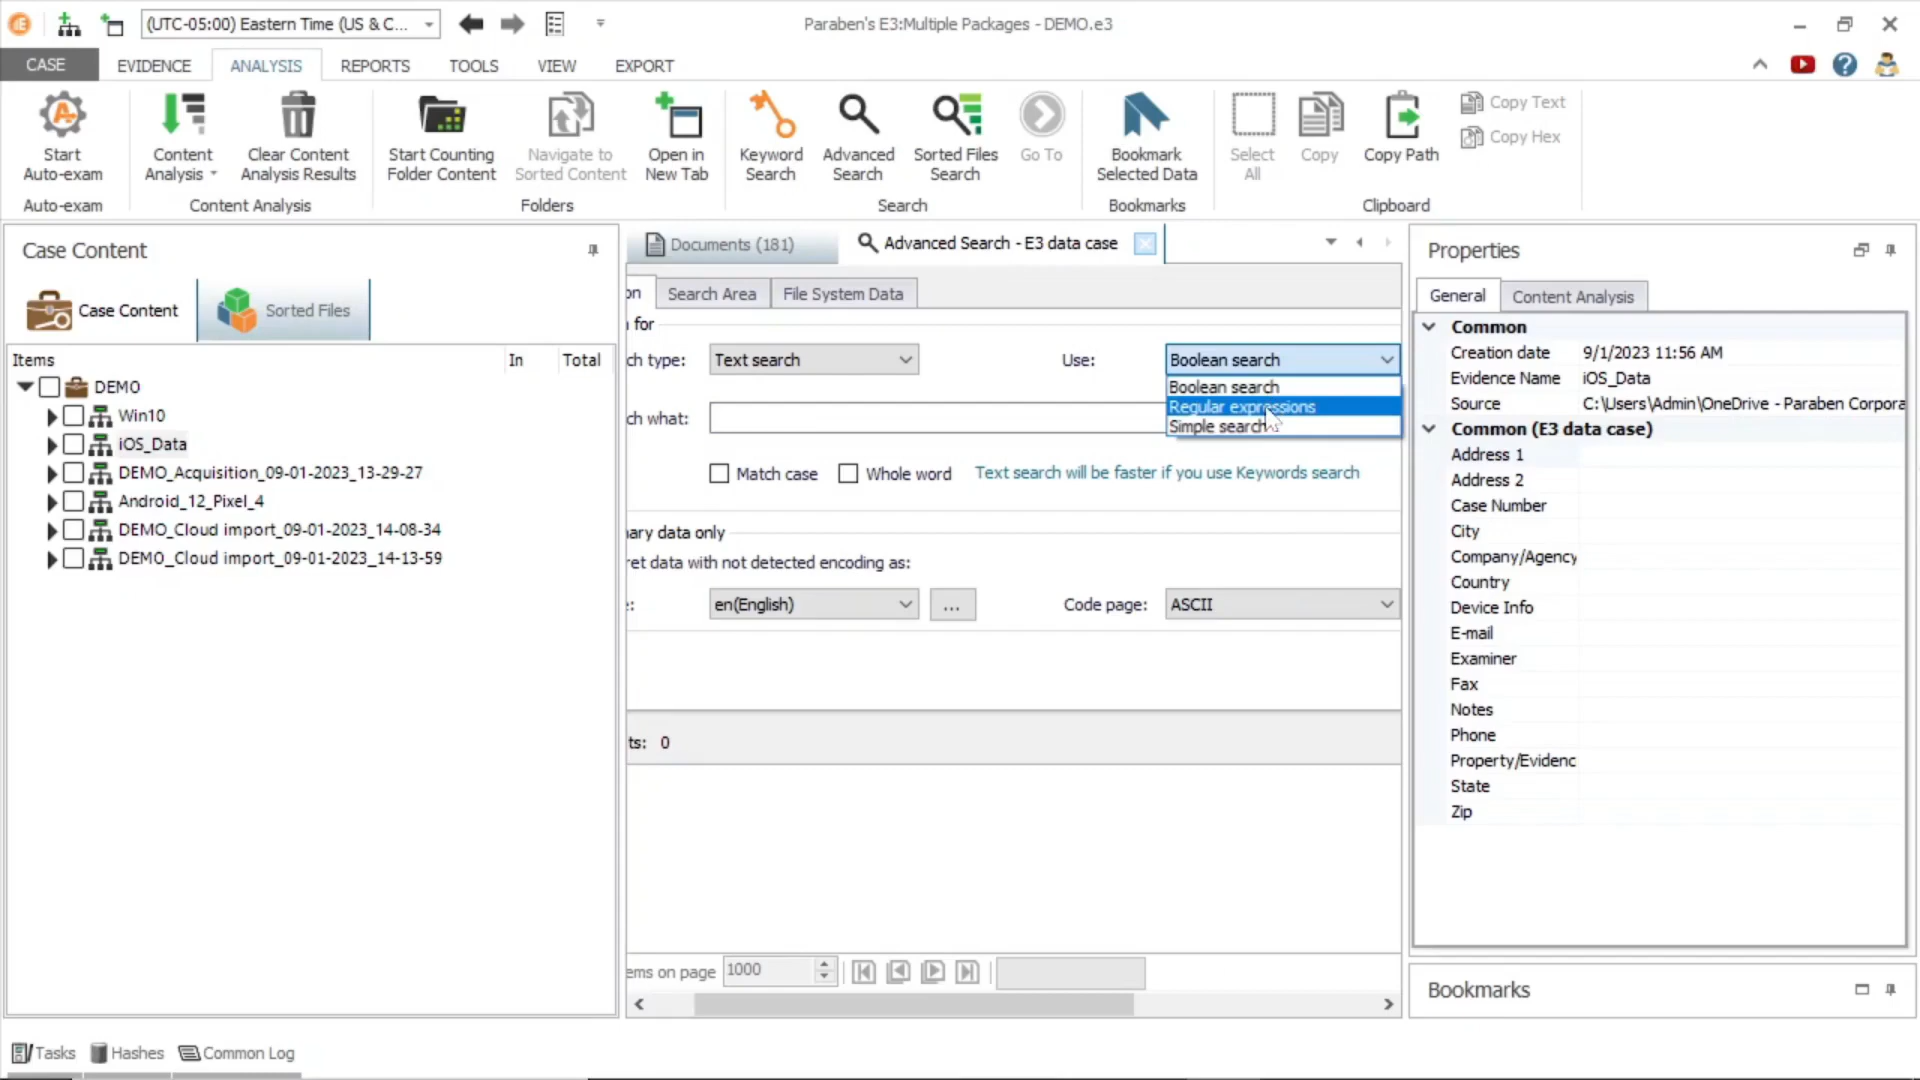 (UTC-05:00) Eastern Time (US & C...
Paraben's E3:Multiple Packages - DEMO.e3
CASE
EVIDENCE
ANALYSIS
REPORTS
TOOLS
VIEW
EXPORT
Start
Auto-exam
Content
Analysis
Clear Content
Analysis Results
Start Counting
Folder Content
Navigate to
Sorted Content
Open in
New Tab
Keyword
Search
Advanced
Search
Sorted Files
Search
Go To
Bookmark
Selected Data
Select
All
Copy
Copy Path
Copy Text
Copy Hex
Auto-exam
Content Analysis
Folders
Search
Bookmarks
Clipboard
Case Content
Case Content
Sorted Files
Items
In
Total
DEMO
Win10
iOS_Data
DEMO_Acquisition_09-01-2023_13-29-27
Android_12_Pixel_4
DEMO_Cloud import_09-01-2023_14-08-34
DEMO_Cloud import_09-01-2023_14-13-59
Documents (181)
Advanced Search - E3 data case
on
Search Area
File System Data
for
ch type:
Text search
Use:
Boolean search
Boolean search
Regular expressions
Simple search
ch what:
Match case
Whole word
Text search will be faster if you use Keywords search
ary data only
ret data with not detected encoding as:
en(English)
...
Code page:
ASCII
ts: 0
ems on page
1000
Properties
General
Content Analysis
Common
Creation date 9/1/2023 11:56 AM
Evidence Name iOS_Data
Source C:\Users\Admin\OneDrive - Paraben Corpora
Common (E3 data case)
Address 1
Address 2
Case Number
City
Company/Agency
Country
Device Info
E-mail
Examiner
Fax
Notes
Phone
Property/Evidenc
State
Zip
Bookmarks
Tasks
Hashes
Common Log